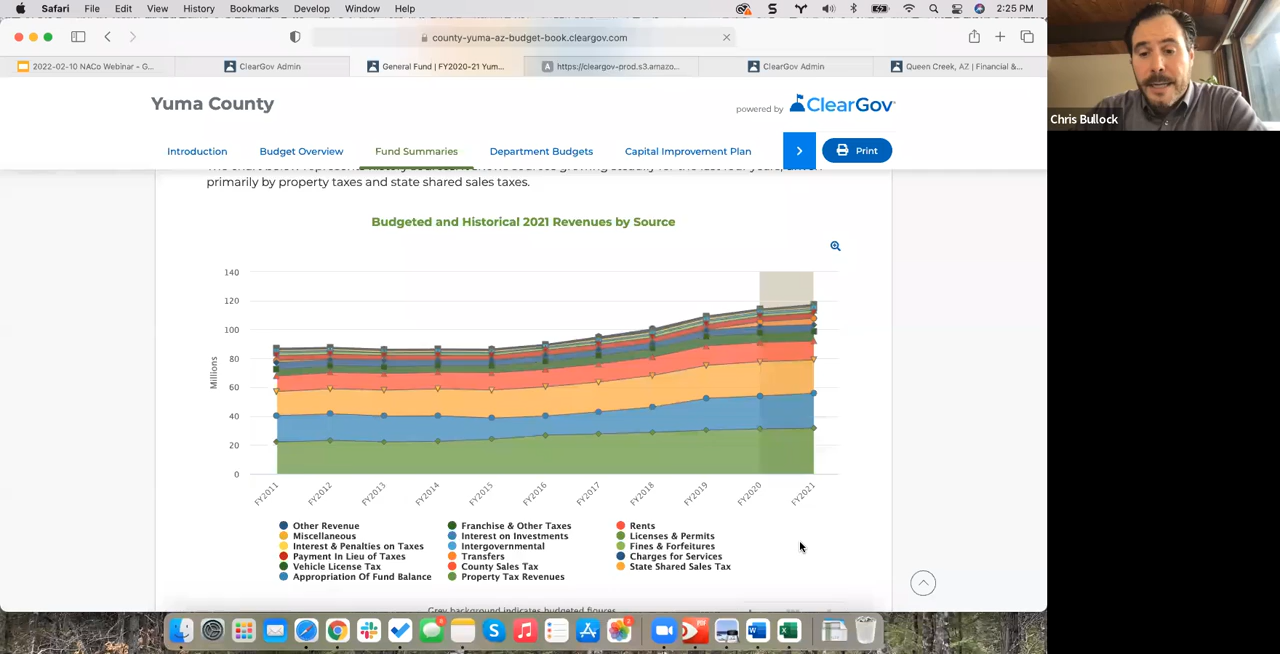 Safari File Edit View History Bookmarks Develop Window Help 2:25 PM
county-yuma-az-budget-book.cleargov.com
2022-02-10 NACo Webinar - G... ClearGov Admin General Fund | FY2020-21 Yum... https://cleargov-prod.s3.amazo... ClearGov Admin Queen Creek, AZ | Financial &...
Yuma County
powered by ClearGov
Introduction Budget Overview Fund Summaries Department Budgets Capital Improvement Plan Print
primarily by property taxes and state shared sales taxes.
Budgeted and Historical 2021 Revenues by Source
Millions
140
120
100
80
60
40
20
0
FY2011 FY2012 FY2013 FY2014 FY2015 FY2016 FY2017 FY2018 FY2019 FY2020 FY2021
Other Revenue Franchise & Other Taxes Rents
Miscellaneous Interest on Investments Licenses & Permits
Interest & Penalties on Taxes Intergovernmental Fines & Forfeitures
Payment In Lieu of Taxes Transfers Charges for Services
Vehicle License Tax County Sales Tax State Shared Sales Tax
Appropriation Of Fund Balance Property Tax Revenues
Grey background indicates budgeted figures.
Chris Bullock